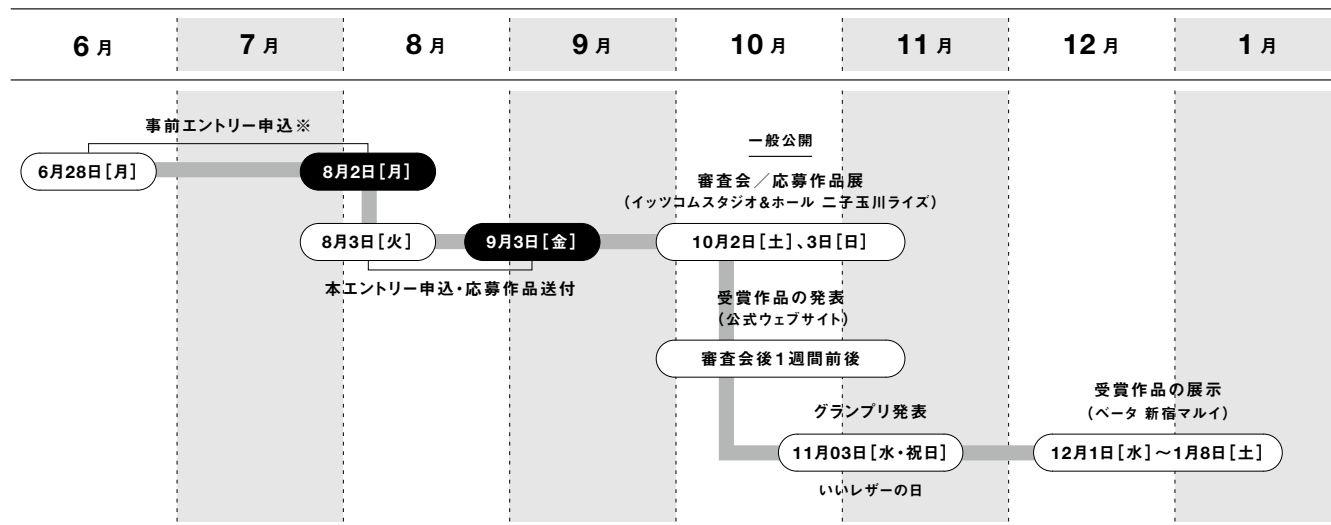 6月
7月
8月
9月
10月
11月
12月
1月
事前エントリー申込※
6月28日[月]
8月2日[月]
8月3日[火]
9月3日[金]
本エントリー申込・応募作品送付
一般公開
審査会／応募作品展
（イッツコムスタジオ&ホール 二子玉川ライズ）
10月2日[土]、3日[日]
受賞作品の発表
（公式ウェブサイト）
審査会後1週間前後
グランプリ発表
11月03日[水・祝日]
いいレザーの日
受賞作品の展示
（ベータ 新宿マルイ）
12月1日[水]〜1月8日[土]